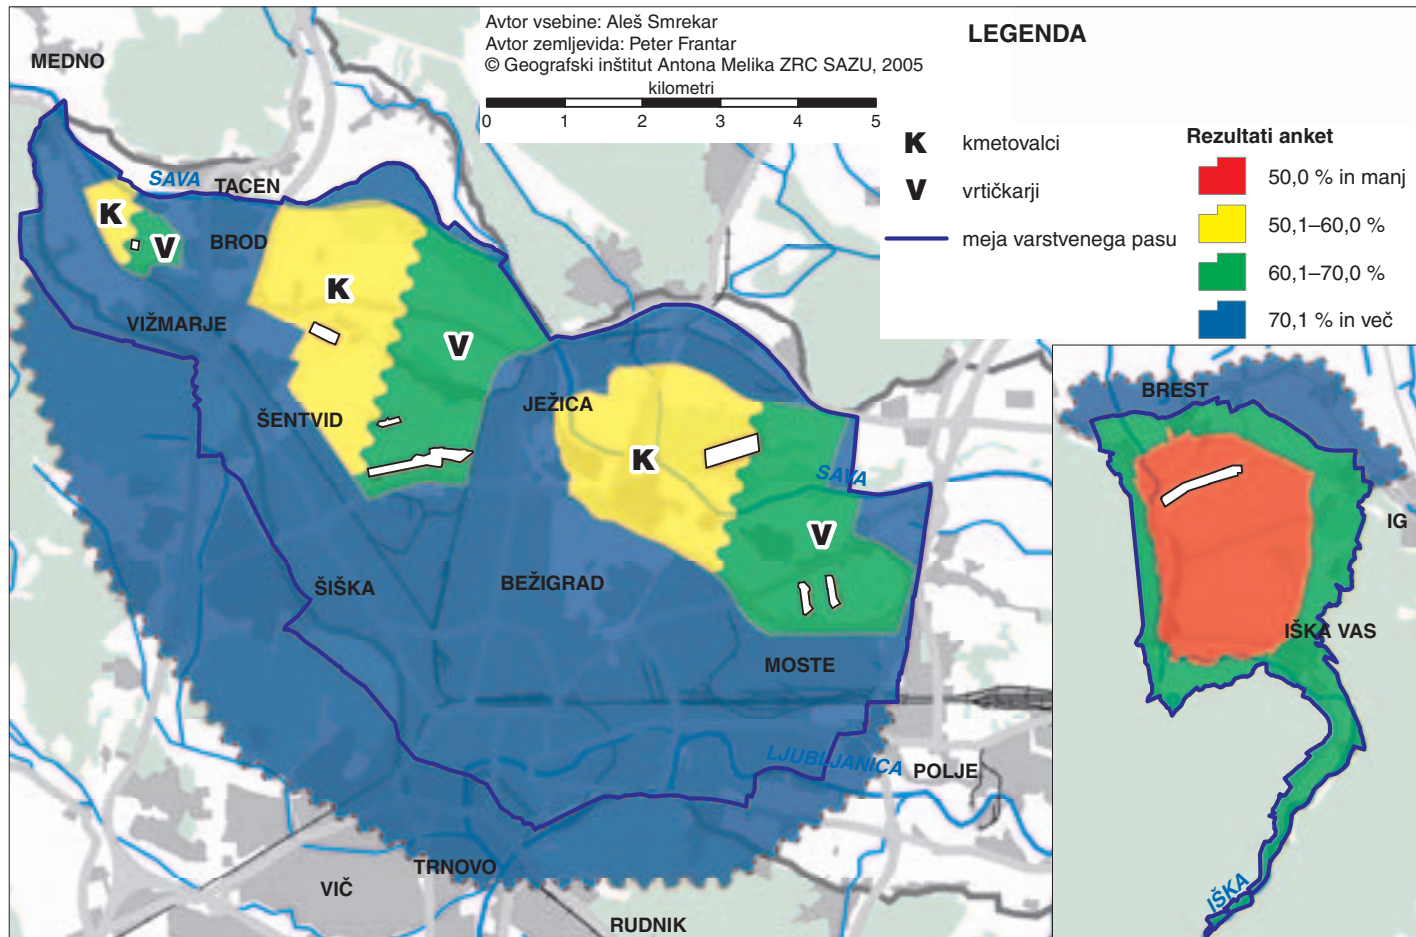 Avtor vsebine: Aleš Smrekar
Avtor zemljevida: Peter Frantar
© Geografski inštitut Antona Melika ZRC SAZU, 2005
kilometri
0 1 2 3 4 5
LEGENDA
K kmetovalci
V vrtičkarji
meja varstvenega pasu
Rezultati anket
50,0 % in manj
50,1–60,0 %
60,1–70,0 %
70,1 % in več
MEDNO
SAVA
TACEN
K
V
BROD
K
VIŽMARJE
V
JEŽICA
ŠENTVID
K
SAVA
V
ŠIŠKA
BEŽIGRAD
MOSTE
LJUBLJANICA
POLJE
TRNOVO
VIČ
RUDNIK
BREST
IG
IŠKA VAS
IŠKA